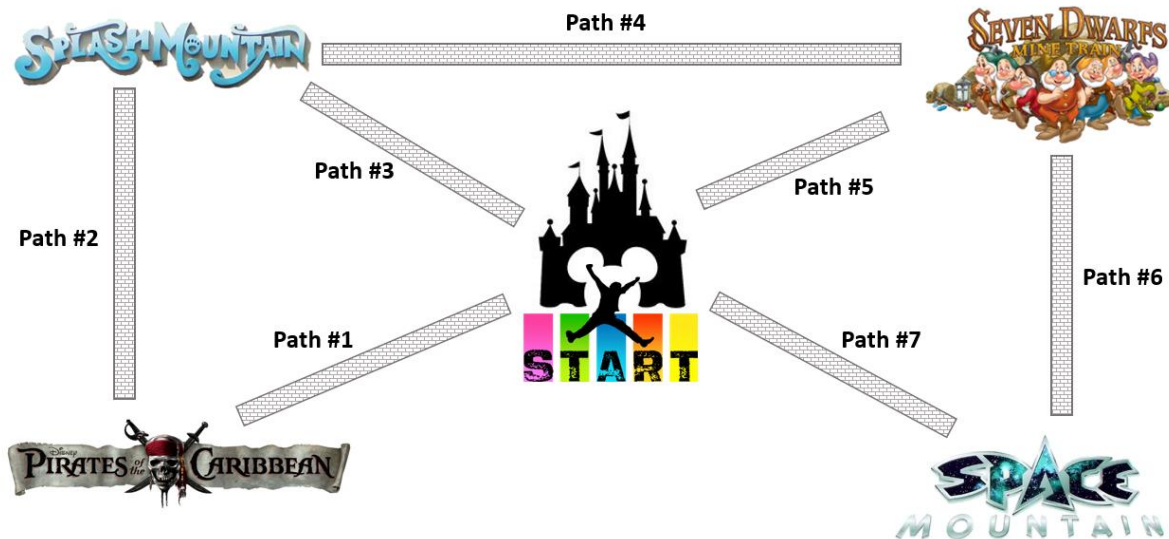 Path #4
SPLASH MOUNTAIN
SEVEN DWARFS
MINE TRAIN
Path #3
Path #5
Path #2
Path #6
Path #1
Path #7
START
DISNEY
PIRATES of the CARIBBEAN
SPACE
MOUNTAIN